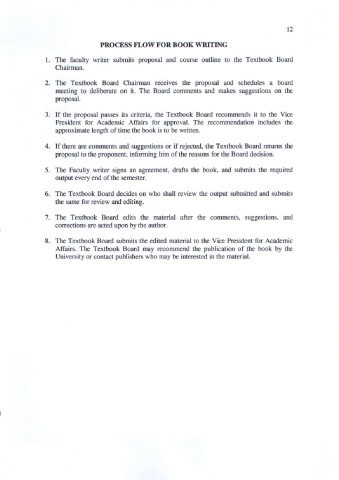 12
PROCESS FLOW FOR BOOK WRITING
1. The faculty writer submits proposal and course outline to the Textbook Board
Chairman.
2. The Textbook Board Chairman receives the proposal and schedules a board
meeting to deliberate on it. The Board comments and makes suggestions on the
proposal.
3. If the proposal passes its criteria, the Textbook Board recommends it to the Vice
President for Academic Affairs for approval. The recommendation includes the
approximate length of time the book is to be written.
4. If there are comments and suggestions or if rejected, the Textbook Board returns the
proposal to the proponent, informing him of the reasons for the Board decision.
5. The Faculty writer signs an agreement, drafts the book, and submits the required
output every end of the semester.
6. The Textbook Board decides on who shall review the output submitted and submits
the same for review and editing.
7. The Textbook Board edits the material after the comments, suggestions, and
corrections are acted upon by the author.
8. The Textbook Board submits the edited material to the Vice President for Academic
Affairs. The Textbook Board may recommend the publication of the book by the
University or contact publishers who may be interested in the material.